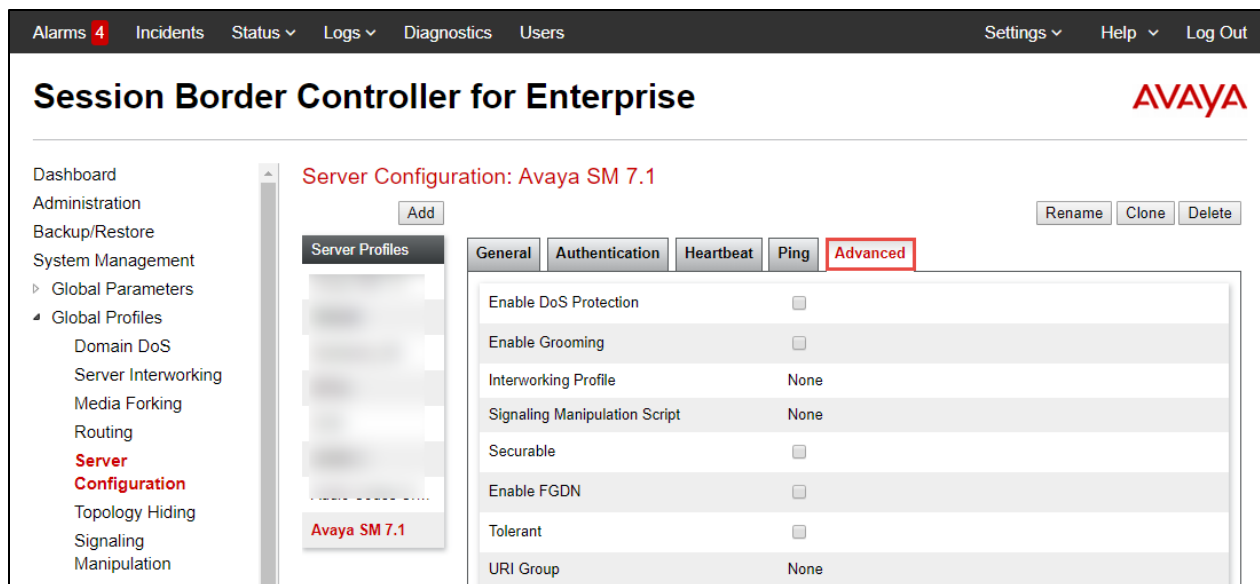 Alarms 4 Incidents Status Logs Diagnostics Users Settings Help Log Out
Session Border Controller for Enterprise
AVAYA
Dashboard
Administration
Backup/Restore
System Management
Global Parameters
Global Profiles
Domain DoS
Server Interworking
Media Forking
Routing
Server
Configuration
Topology Hiding
Signaling
Manipulation
Server Configuration: Avaya SM 7.1
Add
Rename Clone Delete
Server Profiles
Avaya SM 7.1
General Authentication Heartbeat Ping Advanced
Enable DoS Protection
Enable Grooming
Interworking Profile None
Signaling Manipulation Script None
Securable
Enable FGDN
Tolerant
URI Group None